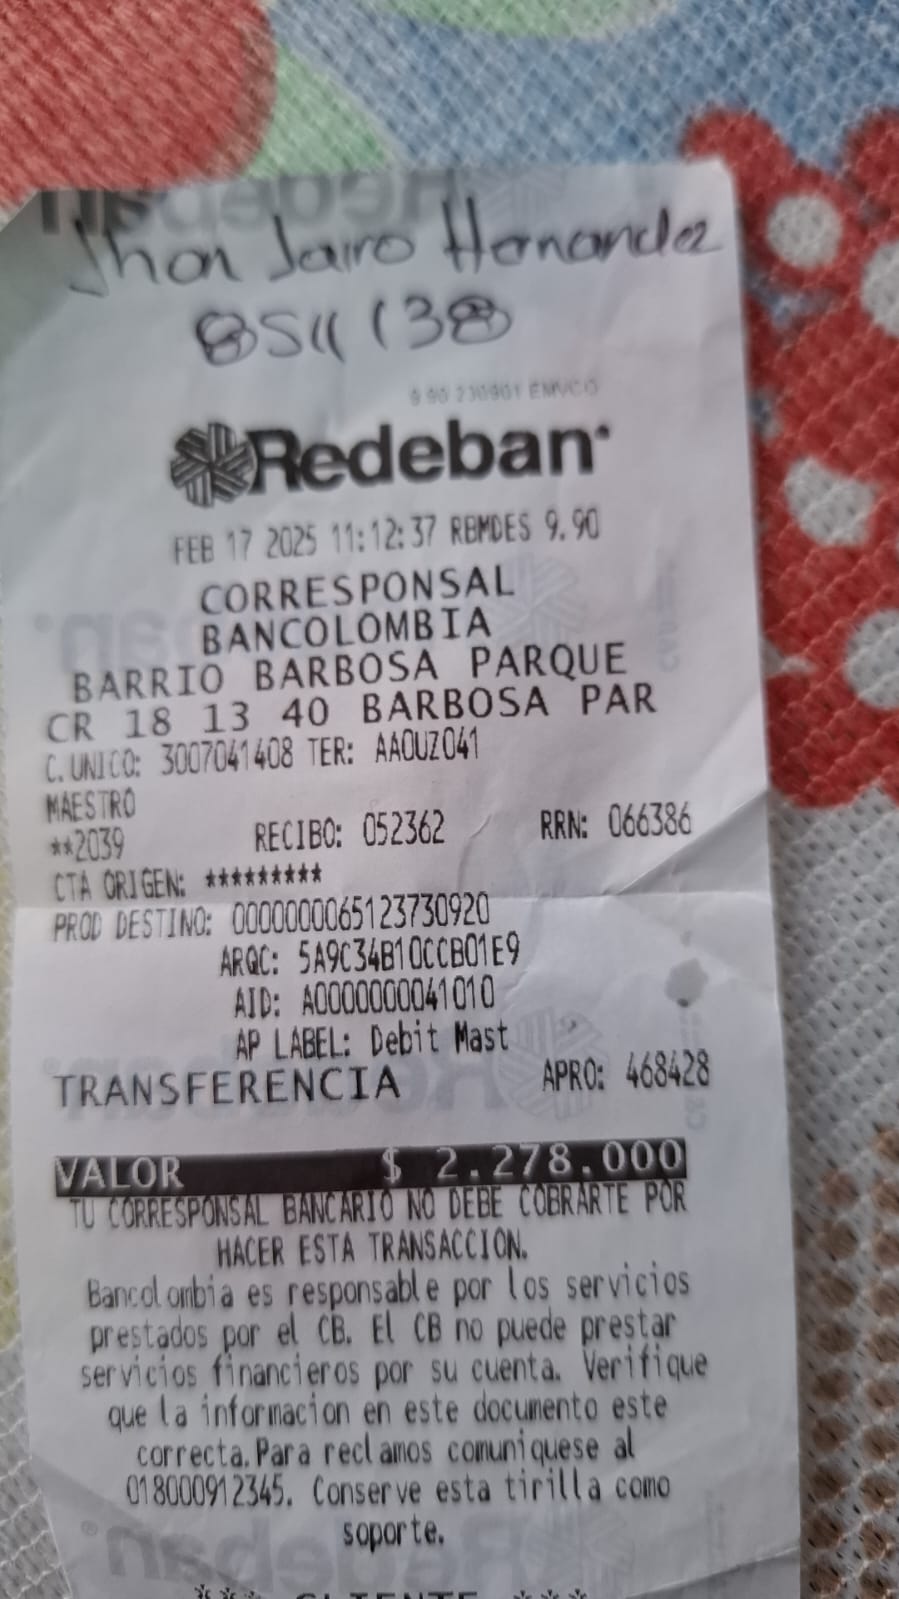 Jhon Jairo Hernandez
8511138
9.90 230901 EMVCO
Redeban
FEB 17 2025 11:12:37 RBMDES 9.90
CORRESPONSAL
BANCOLOMBIA
BARRIO BARBOSA PARQUE
CR 18 13 40 BARBOSA PAR
C. UNICO: 3007041408 TER: AAOUZ041
MAESTRO
**2039 RECIBO: 052362 RRN: 066386
CTA ORIGEN: *********
PROD DESTINO: 0000000065123730920
ARQC: 5A9C34B10CCB01E9
AID: A0000000041010
AP LABEL: Debit Mast
TRANSFERENCIA APRO: 468428
VALOR $ 2.278.000
TU CORRESPONSAL BANCARIO NO DEBE COBRARTE POR
HACER ESTA TRANSACCION.
Bancolombia es responsable por los servicios
prestados por el CB. El CB no puede prestar
servicios financieros por su cuenta. Verifique
que la informacion en este documento este
correcta.Para reclamos comuniquese al
018000912345. Conserve esta tirilla como
soporte.
*** CLIENTE ***